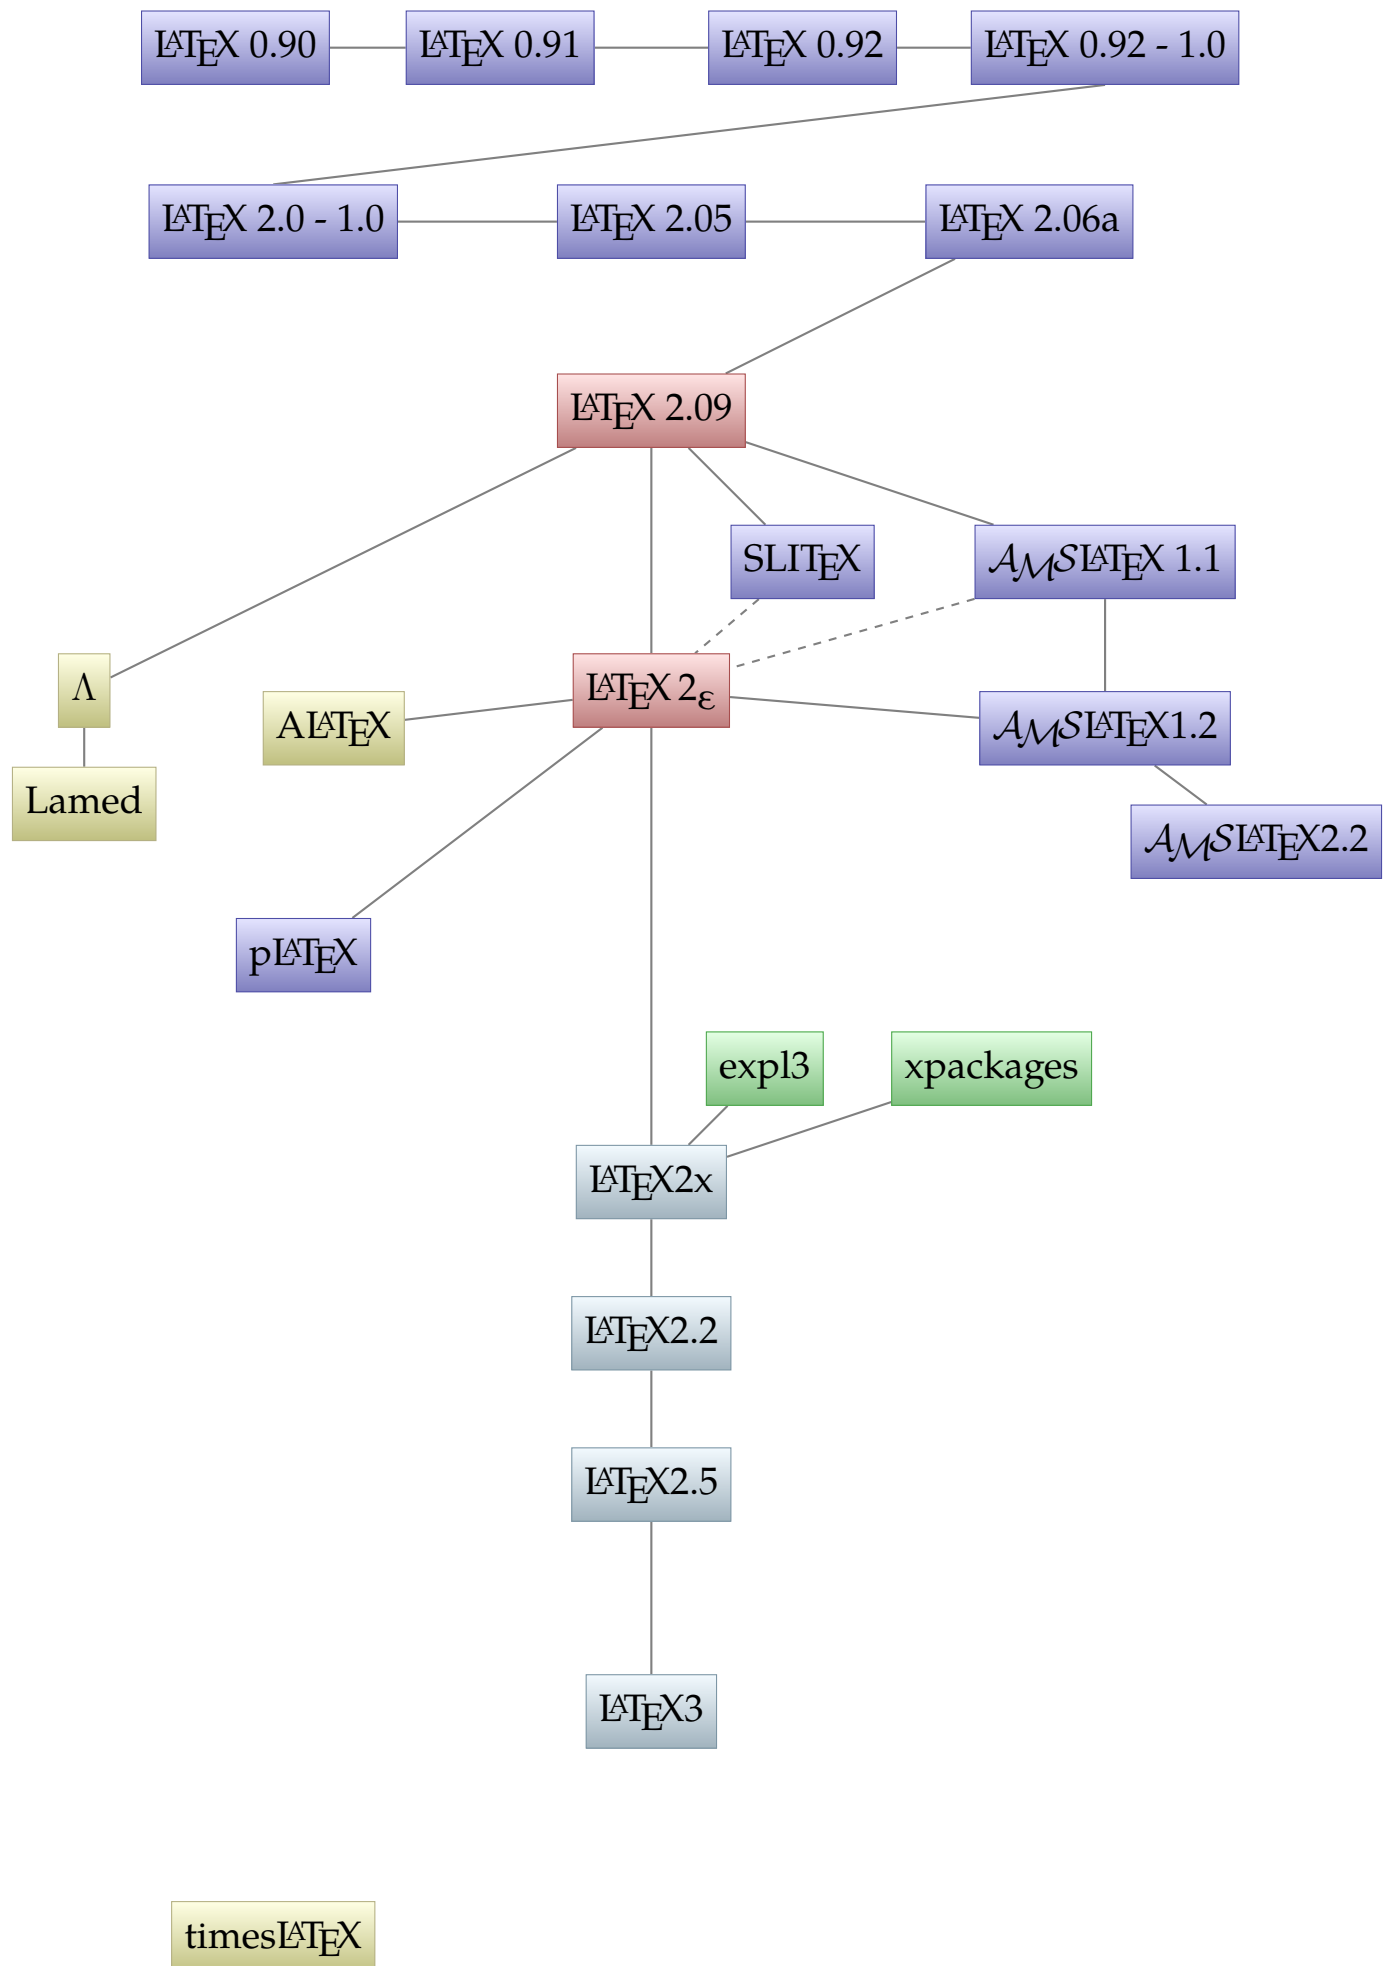 LATEX 0.90
LATEX 0.91
LATEX 0.92
LATEX 0.92 - 1.0
LATEX 2.0 - 1.0
LATEX 2.05
LATEX 2.06a
LATEX 2.09
SLITEX
AMSLATEX 1.1
Λ
ALATEX
LATEX 2ε
AMSLATEX1.2
Lamed
AMSLATEX2.2
pLATEX
expl3
xpackages
LATEX2x
LATEX2.2
LATEX2.5
LATEX3
timesLATEX